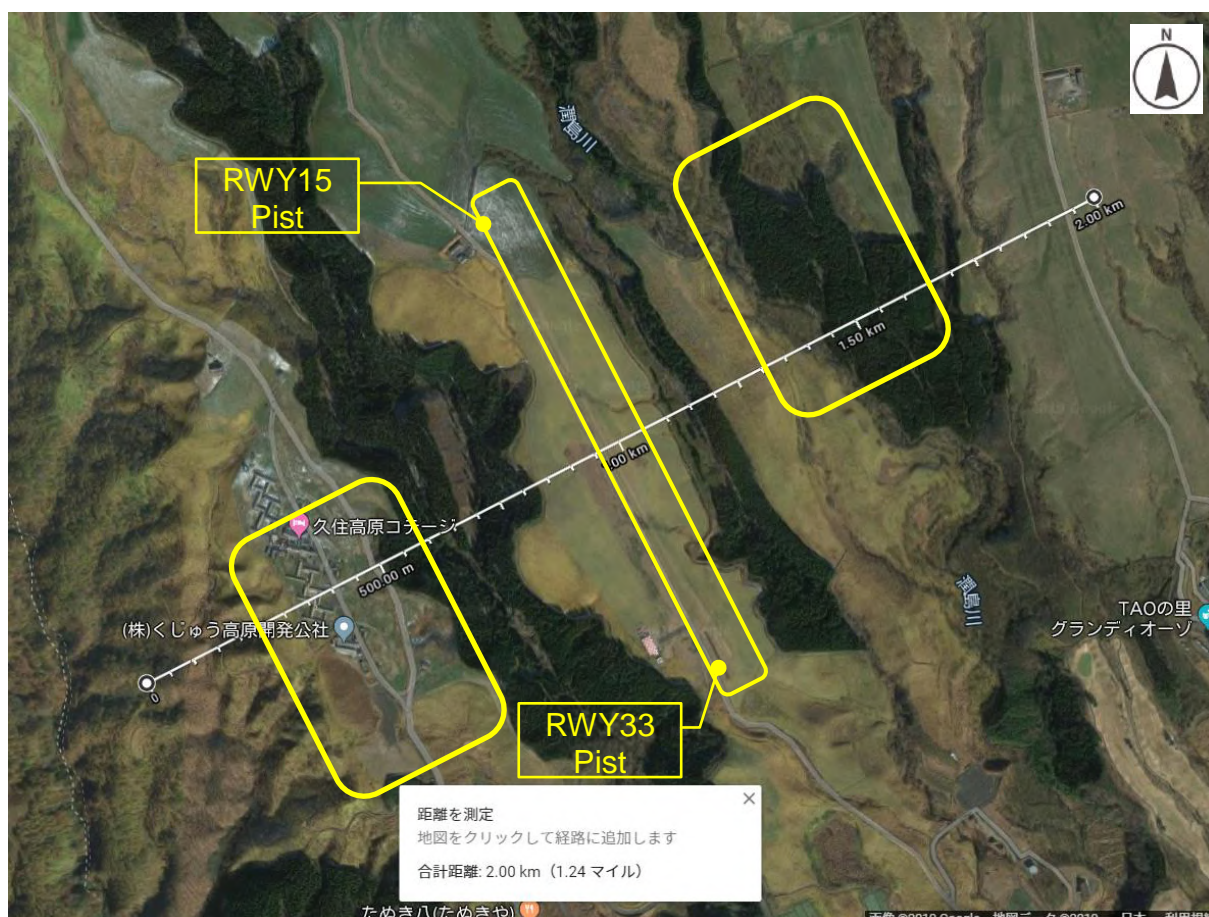 N
潤島川
RWY15
Pist
2.00 km
1.50 km
1.00 km
久住高原コテージ
500.00 m
(株)くじゅう高原開発公社
0
潤島川
TAOの里
グランディオーゾ
RWY33
Pist
距離を測定
地図をクリックして経路に追加します
合計距離: 2.00 km（1.24 マイル）
たぬき八(たぬきや)